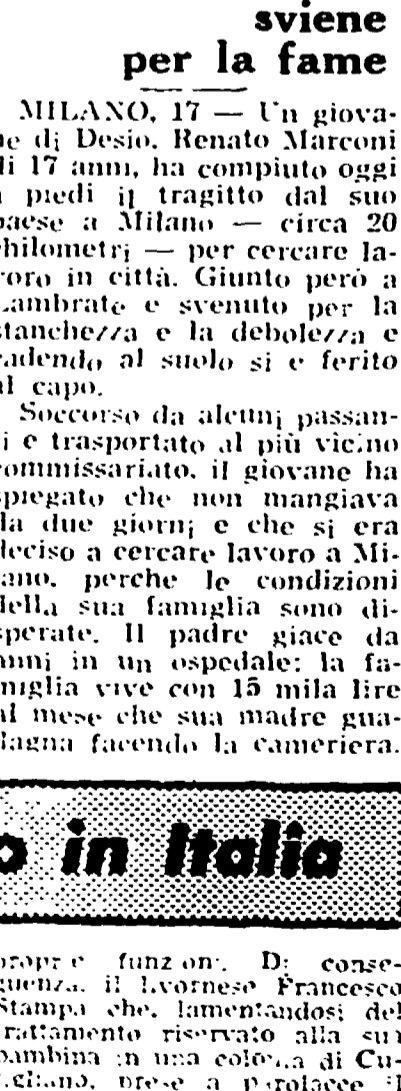 sviene
per la fame
MILANO, 17 — Un giova-
ne di Desio, Renato Marconi
di 17 anni, ha compiuto oggi
a piedi il tragitto dal suo
paese a Milano — circa 20
chilometri — per cercare la-
voro in città. Giunto però a
Lambrate e svenuto per la
stanchezza e la debolezza e
cadendo al suolo si e ferito
al capo.
Soccorso da alcuni passan-
ti e trasportato al più vicino
commissariato, il giovane ha
spiegato che non mangiava
da due giorni e che si era
deciso a cercare lavoro a Mi-
lano, perche le condizioni
della sua famiglia sono di-
sperate. Il padre giace da
anni in un ospedale; la fa-
miglia vive con 15 mila lire
al mese che sua madre gua-
dagna facendo la cameriera.
o in Italia
proprie funzioni. Di conse-
guenza, il livornese Francesco
Stampa che, lamentandosi del
trattamento riservato alla sua
bambina in una colonia di Cu-
prese a parolacce il